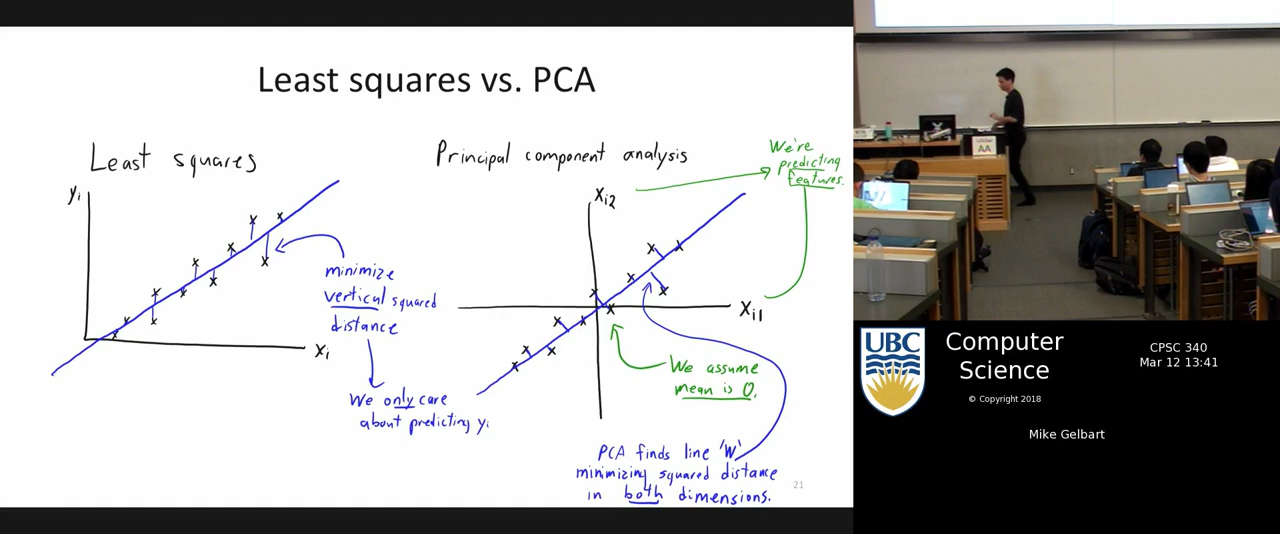 Least squares vs. PCA
Least squares
yi
xi
minimize
vertical squared
distance
We only care
about predicting yi
Principal component analysis
xi2
xi1
We're
predicting
features.
We assume
mean is 0.
PCA finds line 'W'
minimizing squared distance
in both dimensions.
21
AA
UBC
Computer
Science
© Copyright 2018
CPSC 340
Mar 12 13:41
Mike Gelbart